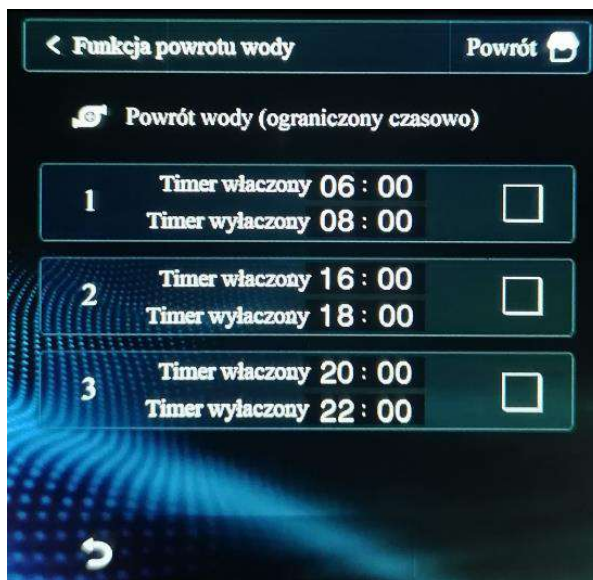 Funkcja powrotu wody Powrót
Powrót wody (ograniczony czasowo)
1
Timer właczony 06 : 00
Timer wyłaczony 08 : 00
2
Timer właczony 16 : 00
Timer wyłaczony 18 : 00
3
Timer właczony 20 : 00
Timer wyłaczony 22 : 00